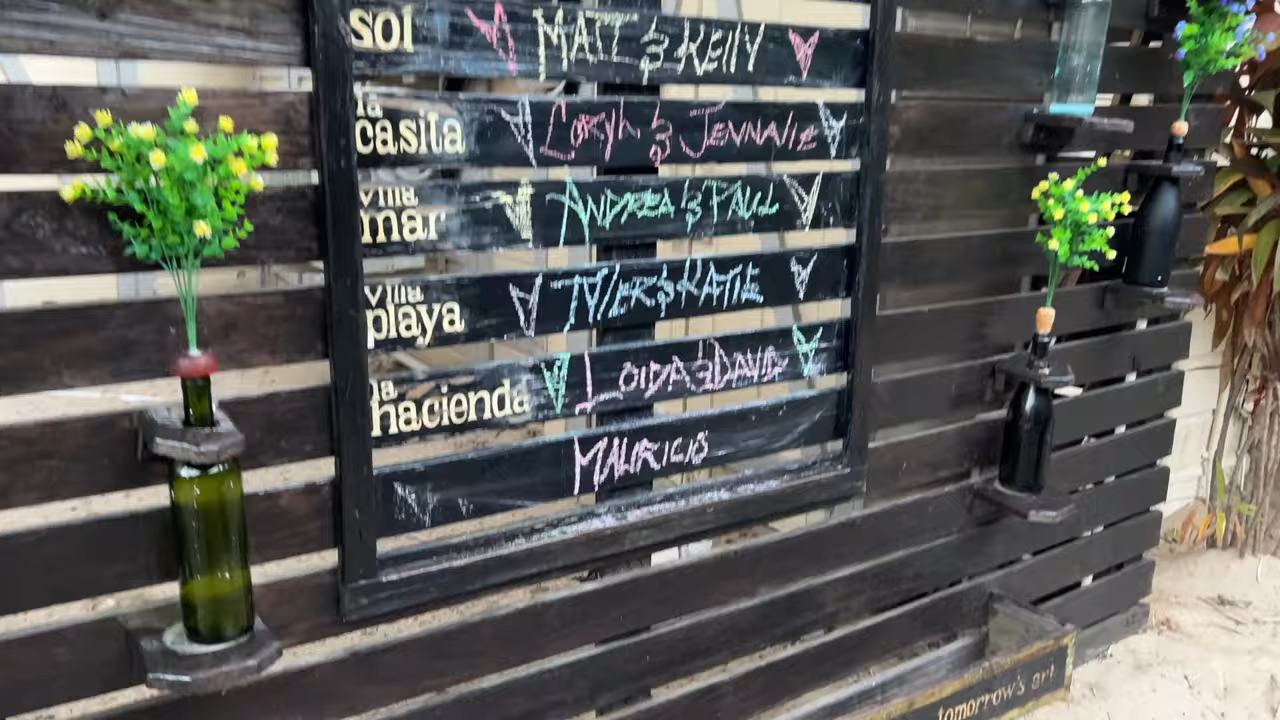 sol MATT & KELLY
la casita CORYN & JENNALIE
villa mar ANDREA & PAUL
villa playa TYLER & KATIE
la hacienda LOIDA & DAVID
MAURICIO
tomorrow's art